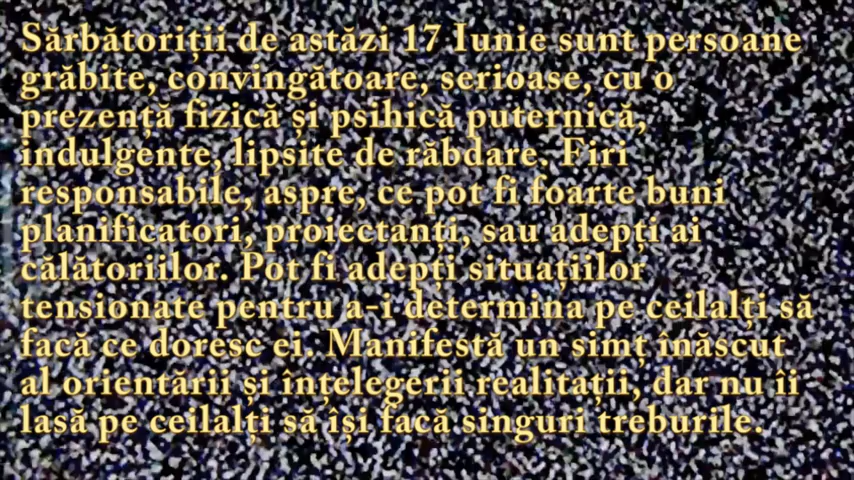 Sărbătoriții de astăzi 17 Iunie sunt persoane
grăbite, convingătoare, serioase, cu o
prezență fizică și psihică puternică,
indulgente, lipsite de răbdare. Firi
responsabile, aspre, ce pot fi foarte buni
planificatori, proiectanți, sau adepți ai
călătoriilor. Pot fi adepți situațiilor
tensionate pentru a-i determina pe ceilalți să
facă ce doresc ei. Manifestă un simț înăscut
al orientării și înțelegerii realitații, dar nu îi
lasă pe ceilalți să își facă singuri treburile.